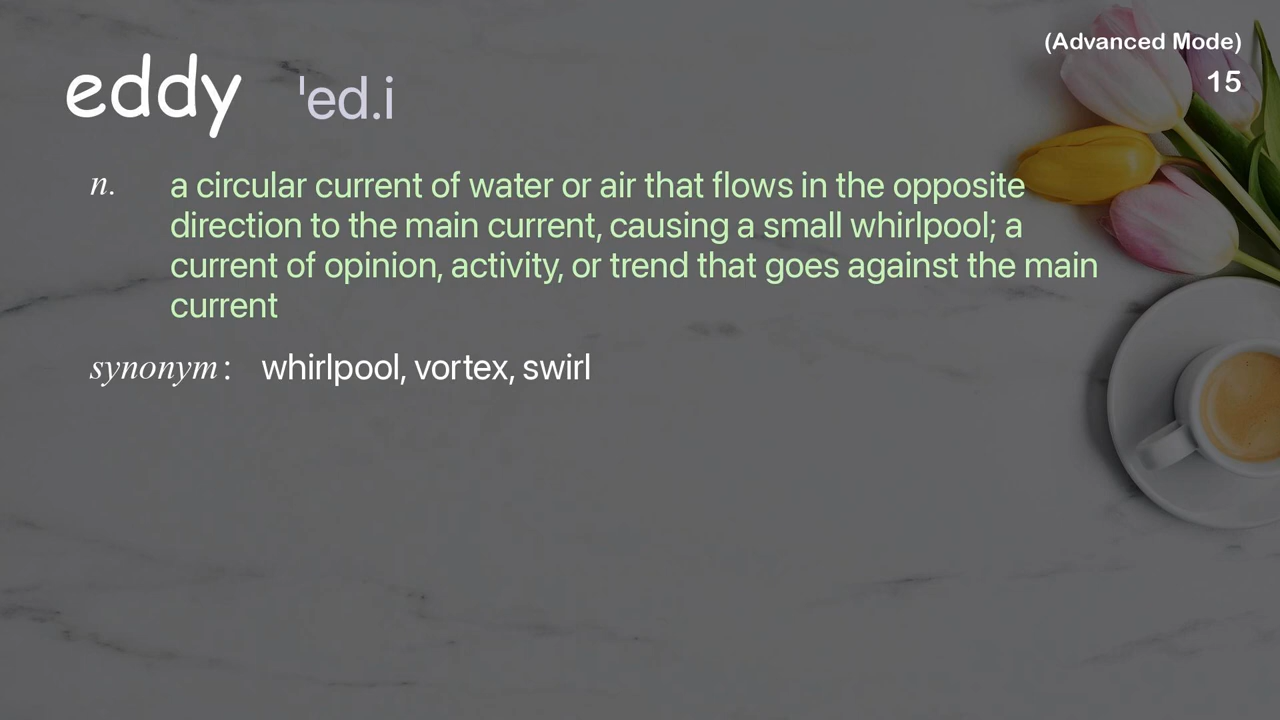 (Advanced Mode)
15
eddy ˈed.i
n. a circular current of water or air that flows in the opposite
direction to the main current, causing a small whirlpool; a
current of opinion, activity, or trend that goes against the main
current
synonym: whirlpool, vortex, swirl